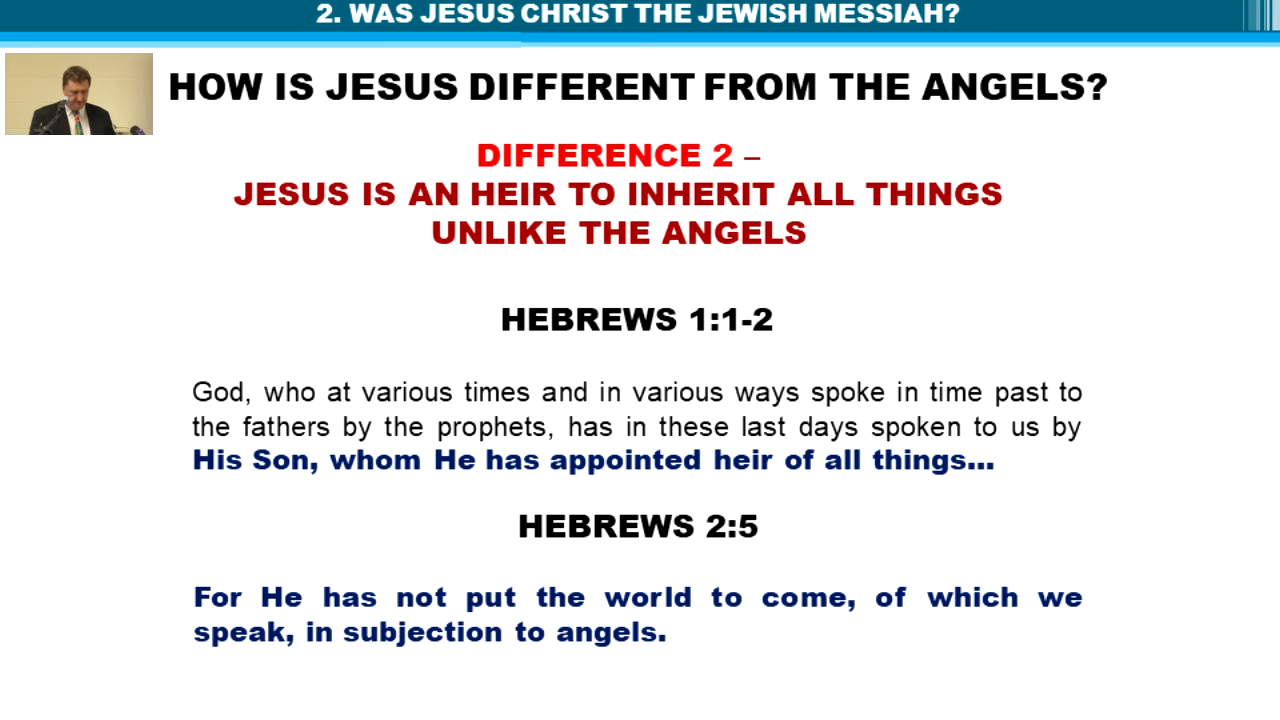 2. WAS JESUS CHRIST THE JEWISH MESSIAH?
HOW IS JESUS DIFFERENT FROM THE ANGELS?
DIFFERENCE 2 –
JESUS IS AN HEIR TO INHERIT ALL THINGS
UNLIKE THE ANGELS
HEBREWS 1:1-2
God, who at various times and in various ways spoke in time past to
the fathers by the prophets, has in these last days spoken to us by
His Son, whom He has appointed heir of all things...
HEBREWS 2:5
For He has not put the world to come, of which we
speak, in subjection to angels.